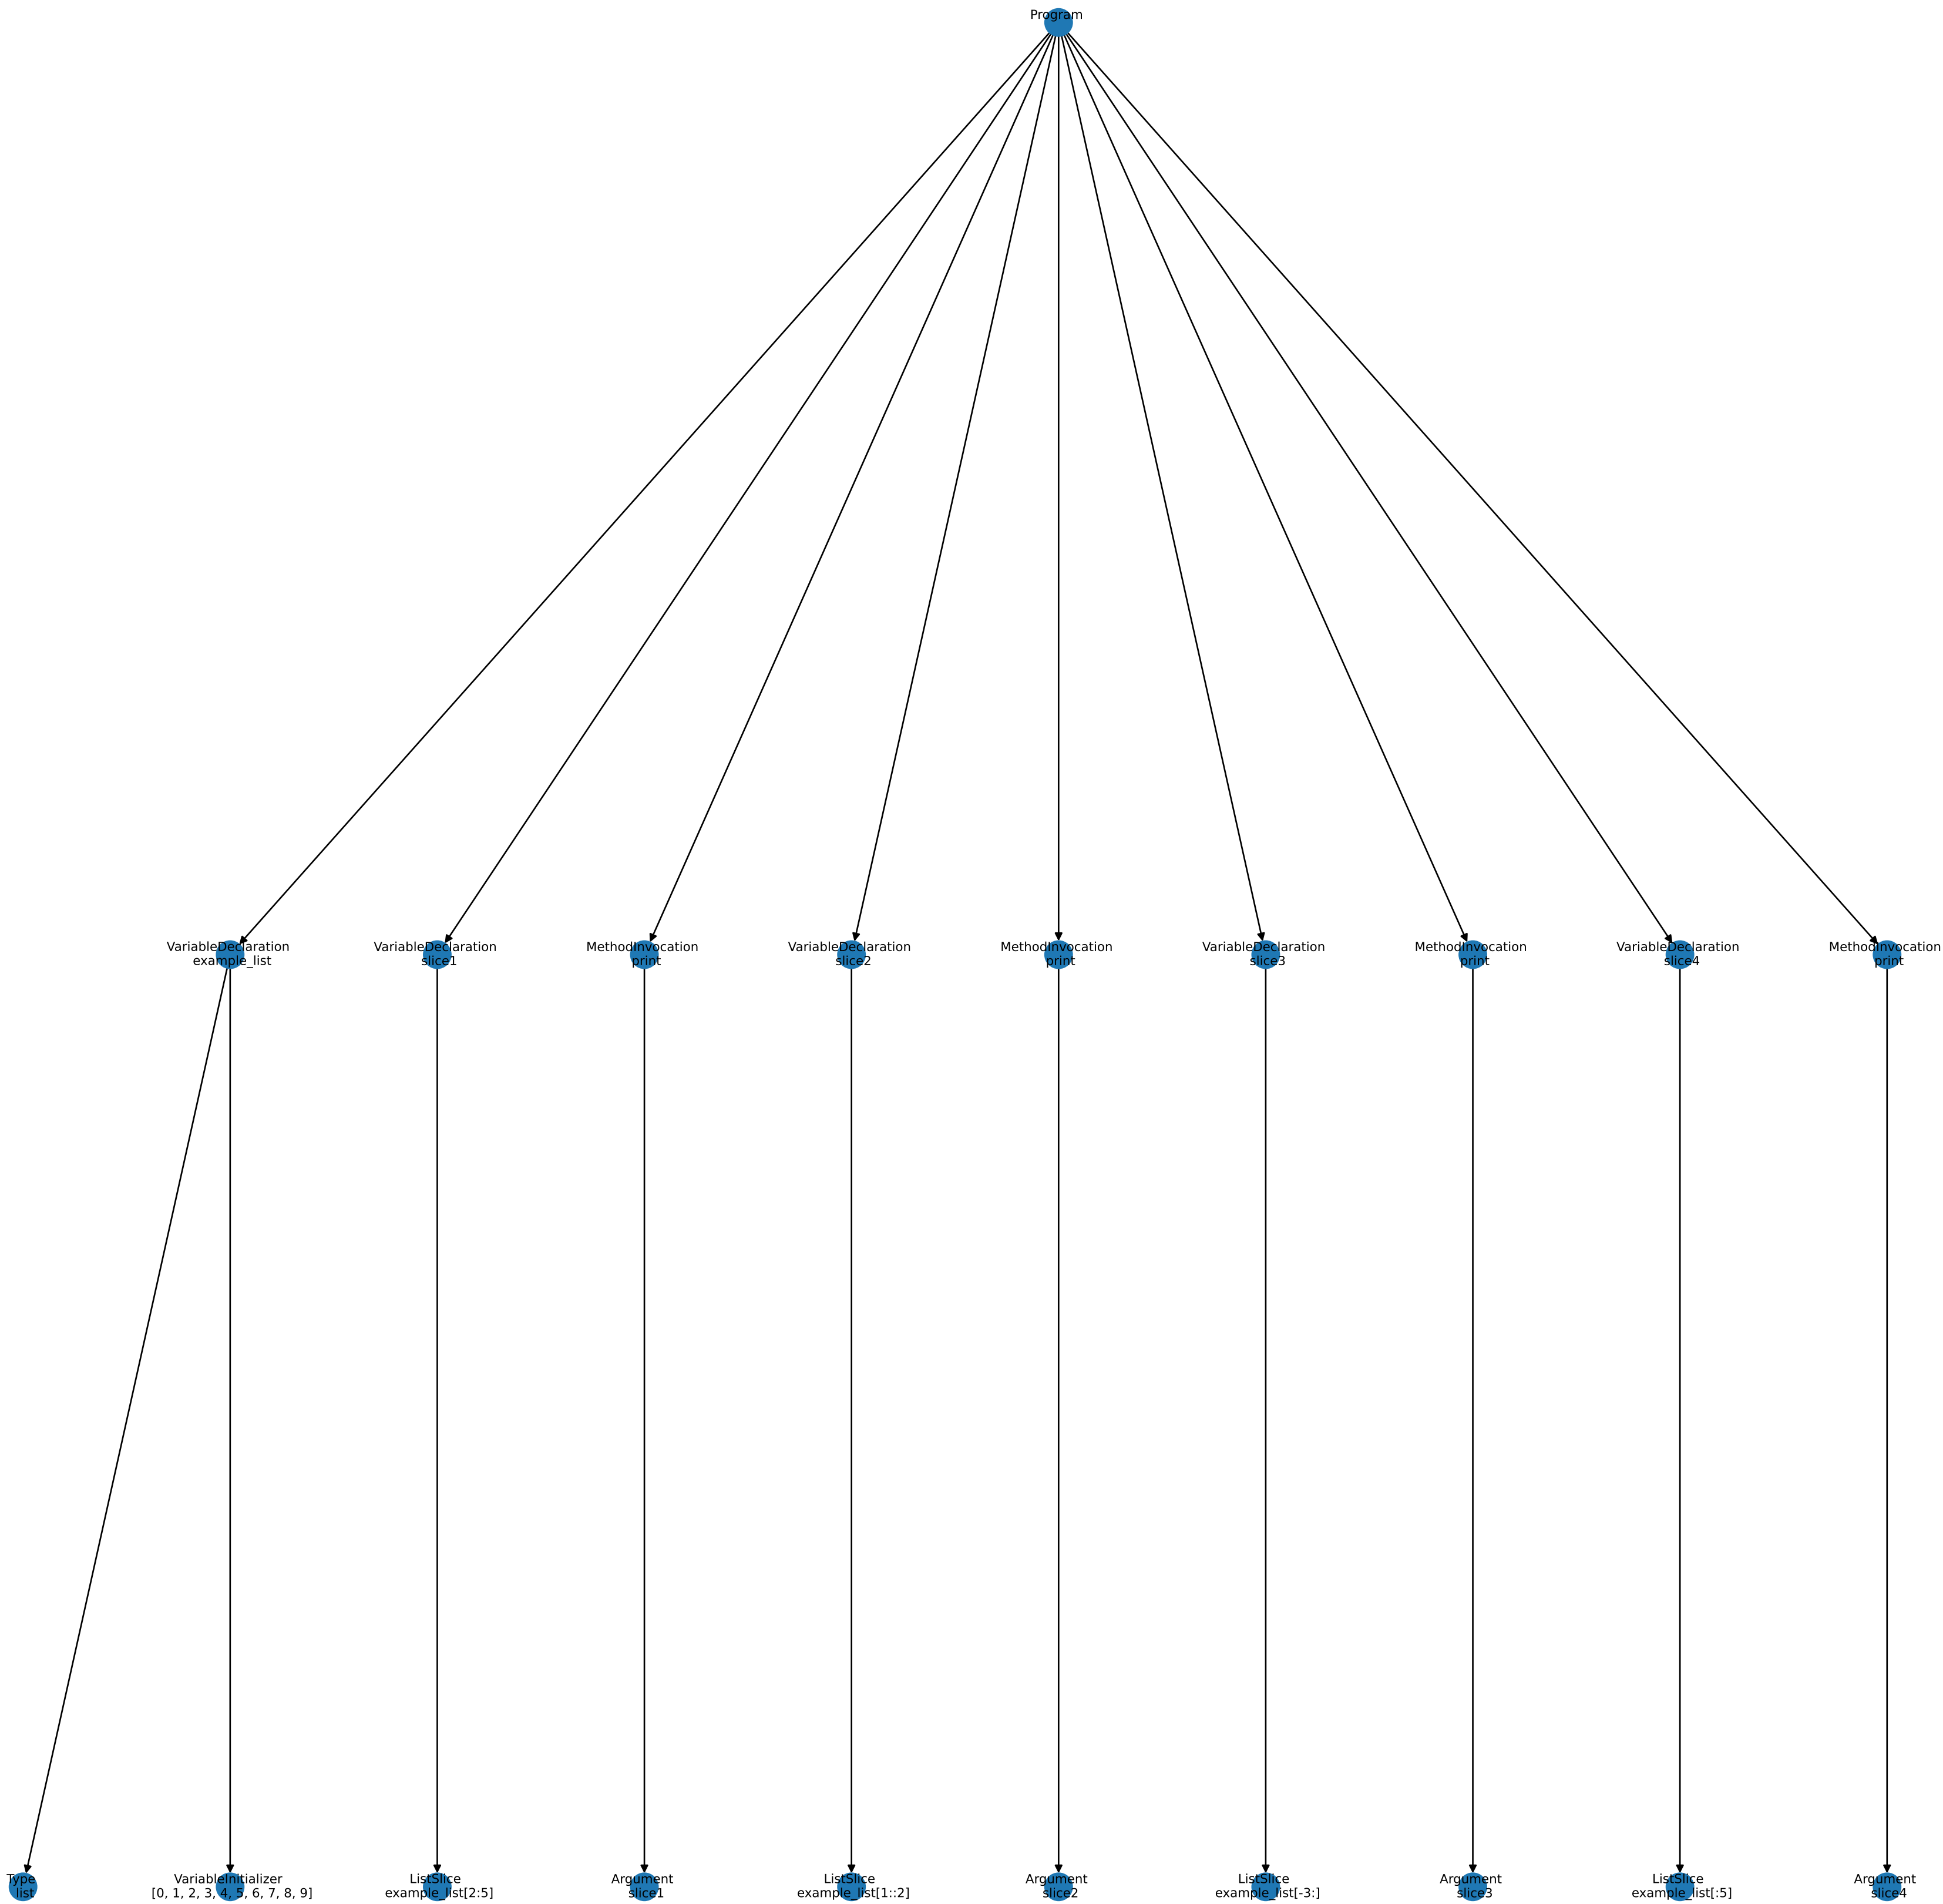 Program
VariableDeclaration
example_list
VariableDeclaration
slice1
MethodInvocation
print
VariableDeclaration
slice2
MethodInvocation
print
VariableDeclaration
slice3
MethodInvocation
print
VariableDeclaration
slice4
MethodInvocation
print
Type
list
VariableInitializer
[0, 1, 2, 3, 4, 5, 6, 7, 8, 9]
ListSlice
example_list[2:5]
Argument
slice1
ListSlice
example_list[1::2]
Argument
slice2
ListSlice
example_list[-3:]
Argument
slice3
ListSlice
example_list[:5]
Argument
slice4